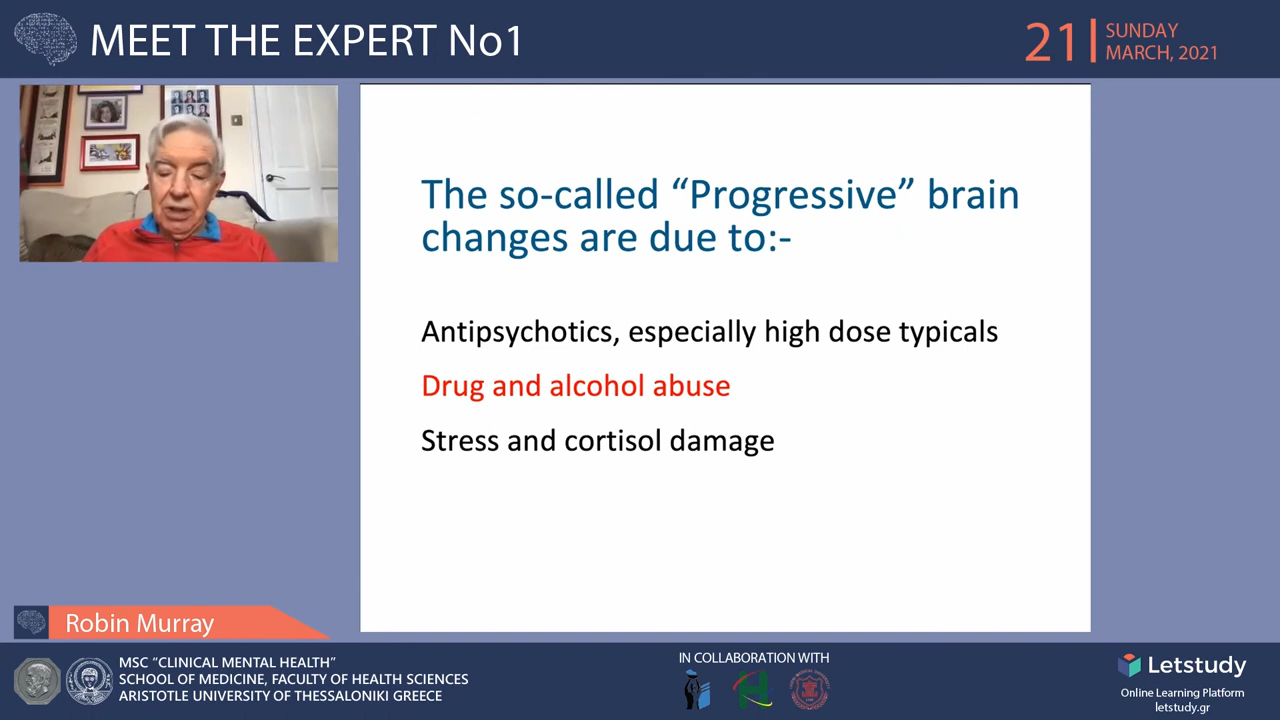 MEET THE EXPERT No1
21
SUNDAY
MARCH, 2021
The so-called “Progressive” brain
changes are due to:-
Antipsychotics, especially high dose typicals
Drug and alcohol abuse
Stress and cortisol damage
Robin Murray
MSC “CLINICAL MENTAL HEALTH”
SCHOOL OF MEDICINE, FACULTY OF HEALTH SCIENCES
ARISTOTLE UNIVERSITY OF THESSALONIKI GREECE
IN COLLABORATION WITH
Letstudy
Online Learning Platform
letstudy.gr